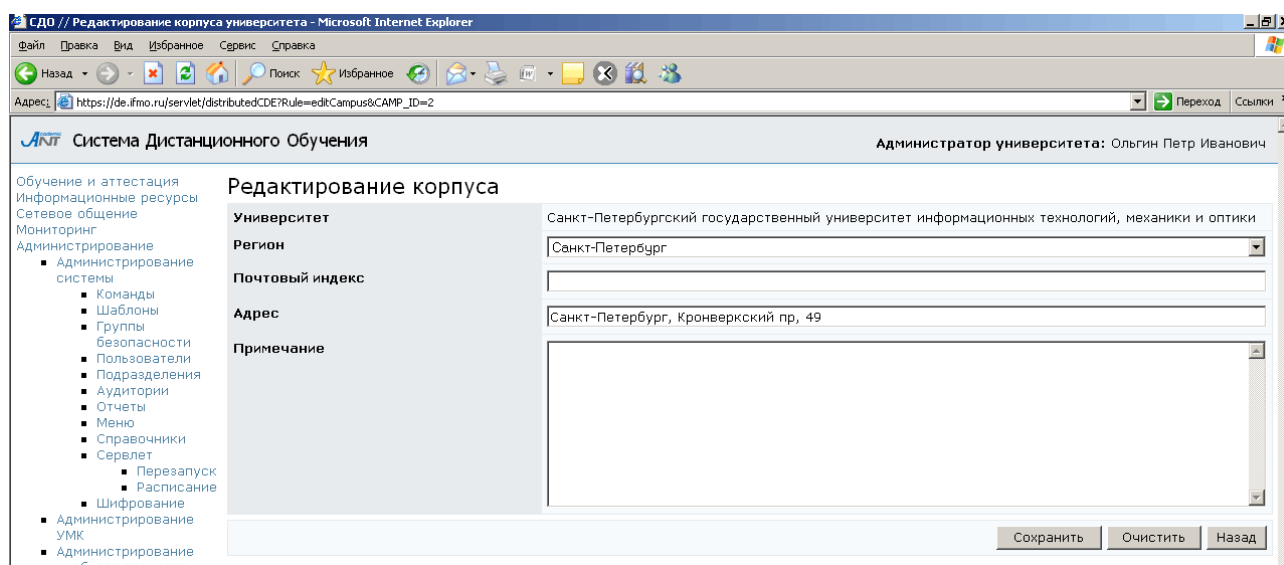 СДО // Редактирование корпуса университета - Microsoft Internet Explorer
Файл Правка Вид Избранное Сервис Справка
Назад Поиск Избранное
Адрес: https://de.ifmo.ru/servlet/distributedCDE?Rule=editCampus&CAMP_ID=2 Переход Ссылки
Academic ANT Система Дистанционного Обучения
Администратор университета: Ольгин Петр Иванович
Обучение и аттестация
Информационные ресурсы
Сетевое общение
Мониторинг
Администрирование
Администрирование
системы
Команды
Шаблоны
Группы
безопасности
Пользователи
Подразделения
Аудитории
Отчеты
Меню
Справочники
Сервлет
Перезапуск
Расписание
Шифрование
Администрирование
УМК
Администрирование
Редактирование корпуса
Университет Санкт-Петербургский государственный университет информационных технологий, механики и оптики
Регион Санкт-Петербург
Почтовый индекс
Адрес Санкт-Петербург, Кронверкский пр, 49
Примечание
Сохранить Очистить Назад